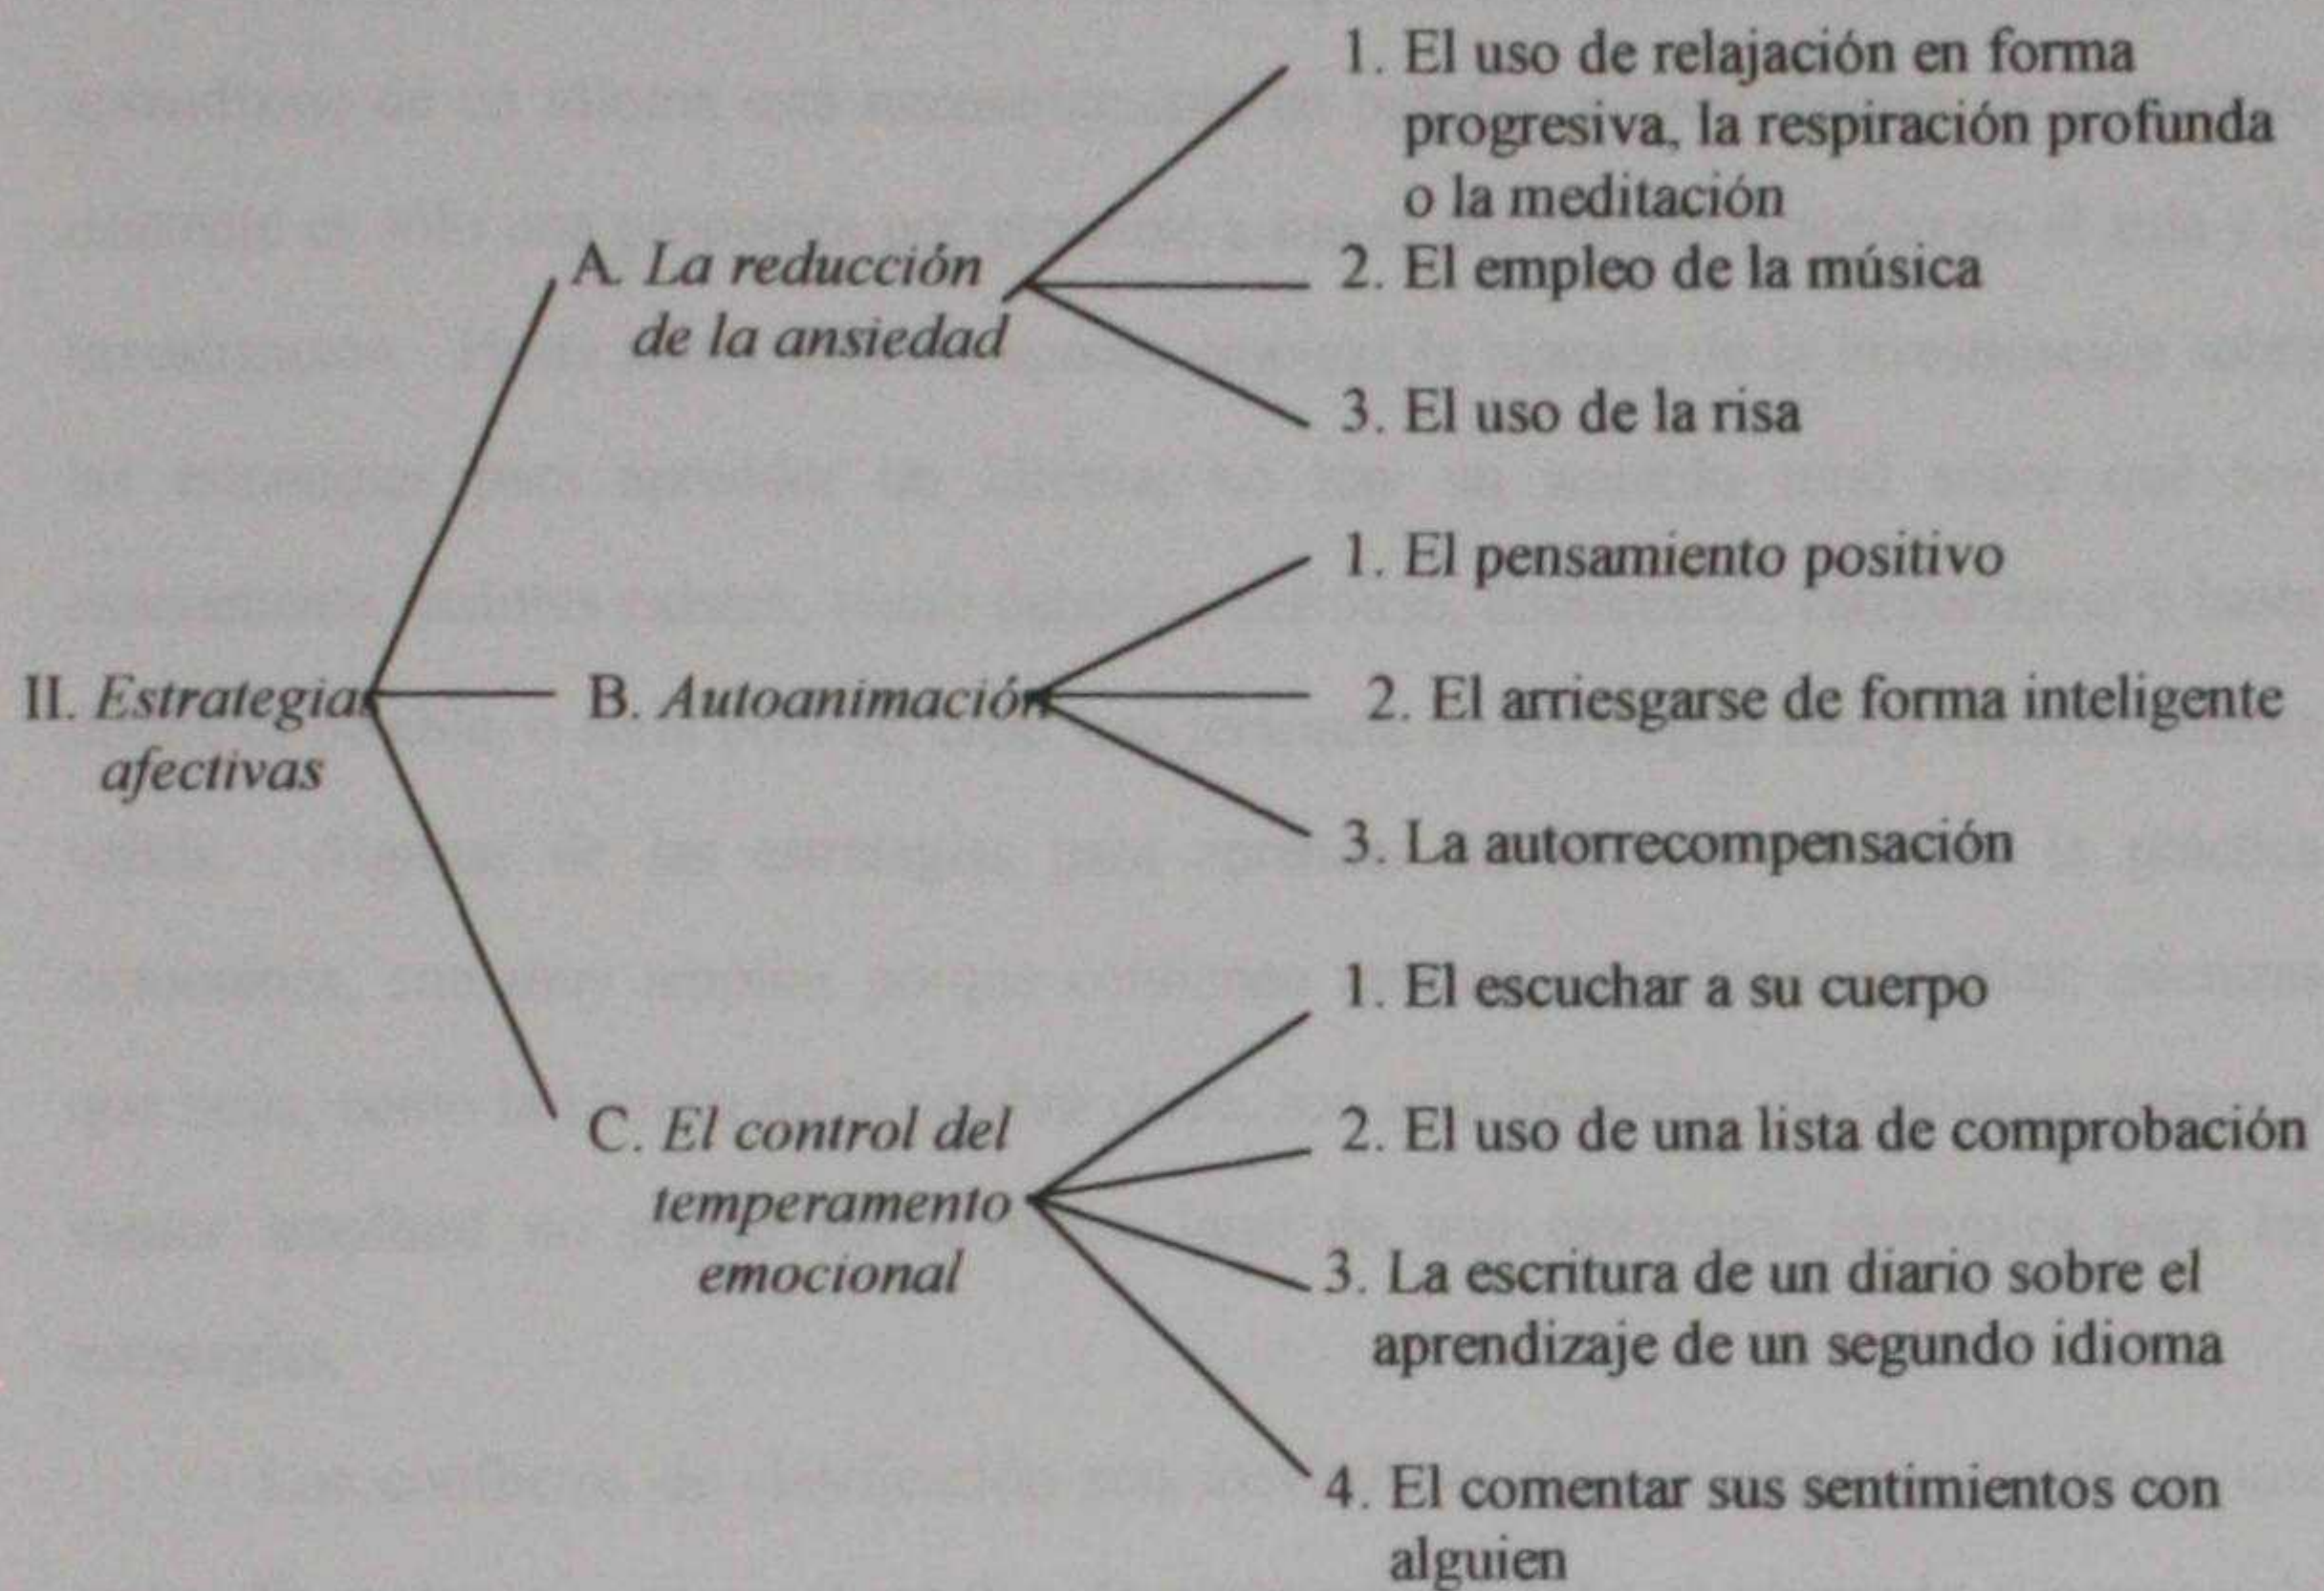 II. Estrategias
afectivas
A. La reducción
de la ansiedad
1. El uso de relajación en forma
progresiva, la respiración profunda
o la meditación
2. El empleo de la música
3. El uso de la risa
B. Autoanimación
1. El pensamiento positivo
2. El arriesgarse de forma inteligente
3. La autorrecompensación
C. El control del
temperamento
emocional
1. El escuchar a su cuerpo
2. El uso de una lista de comprobación
3. La escritura de un diario sobre el
aprendizaje de un segundo idioma
4. El comentar sus sentimientos con
alguien